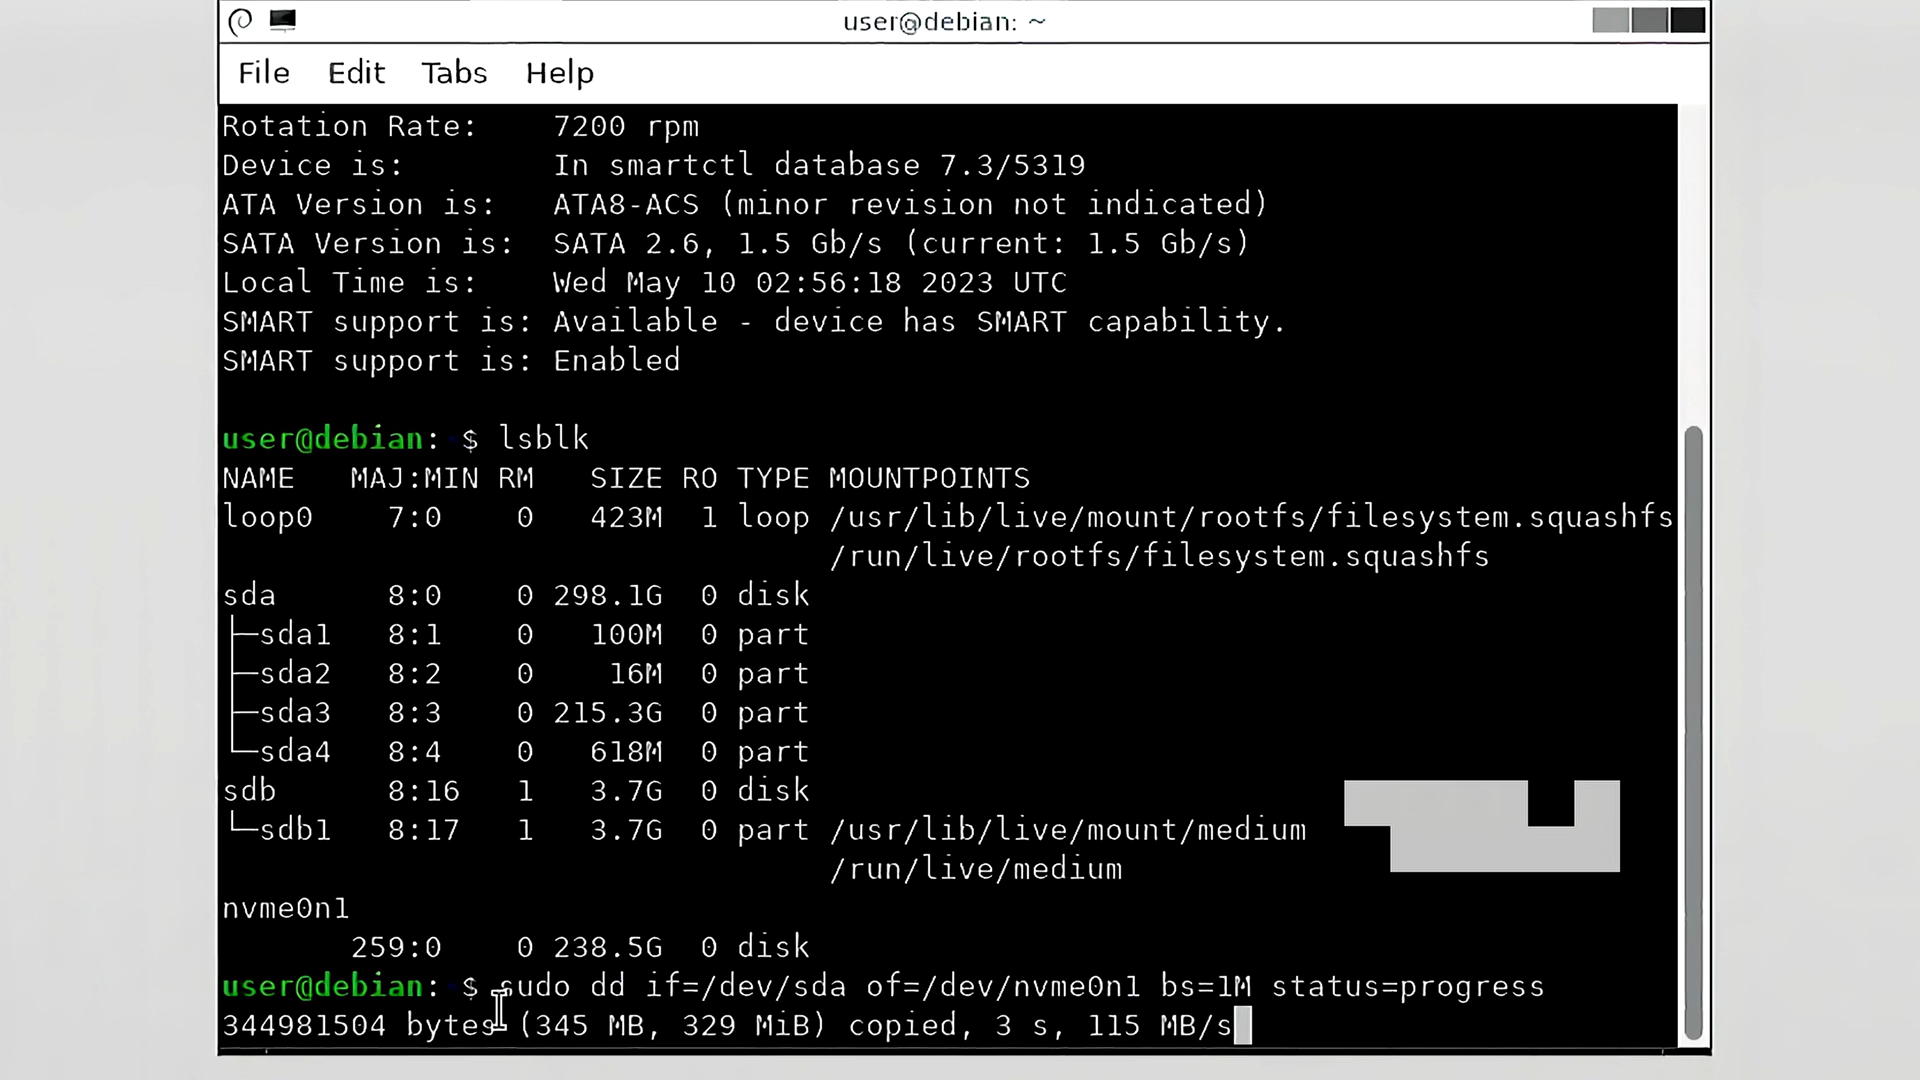 user@debian: ~
File Edit Tabs Help
Rotation Rate:    7200 rpm
Device is:        In smartctl database 7.3/5319
ATA Version is:   ATA8-ACS (minor revision not indicated)
SATA Version is:  SATA 2.6, 1.5 Gb/s (current: 1.5 Gb/s)
Local Time is:    Wed May 10 02:56:18 2023 UTC
SMART support is: Available - device has SMART capability.
SMART support is: Enabled
user@debian:~$ lsblk
NAME   MAJ:MIN RM   SIZE RO TYPE MOUNTPOINTS
loop0    7:0    0   423M  1 loop /usr/lib/live/mount/rootfs/filesystem.squashfs
                                 /run/live/rootfs/filesystem.squashfs
sda      8:0    0 298.1G  0 disk
├─sda1   8:1    0   100M  0 part
├─sda2   8:2    0    16M  0 part
├─sda3   8:3    0 215.3G  0 part
└─sda4   8:4    0   618M  0 part
sdb      8:16   1   3.7G  0 disk
└─sdb1   8:17   1   3.7G  0 part /usr/lib/live/mount/medium
                                 /run/live/medium
nvme0n1
       259:0    0 238.5G  0 disk
user@debian:~$ sudo dd if=/dev/sda of=/dev/nvme0n1 bs=1M status=progress
344981504 bytes (345 MB, 329 MiB) copied, 3 s, 115 MB/s